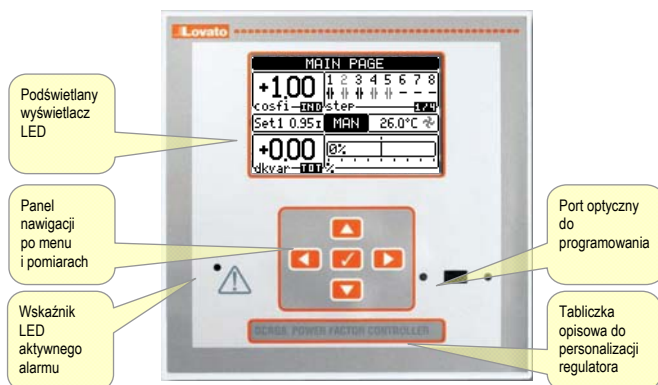 Lovato
MAIN PAGE
+1.00
1 2 3 4 5 6 7 8
cosfi IND step 1/4
Set1 0.95I MAN 26.0°C
+0.00 0%
dkvar TOT %
Podświetlany
wyświetlacz
LED
Panel
nawigacji
po menu
i pomiarach
Wskaźnik
LED
aktywnego
alarmu
Port optyczny
do
programowania
Tabliczka
opisowa do
personalizacji
regulatora
POWER FACTOR CONTROLLER